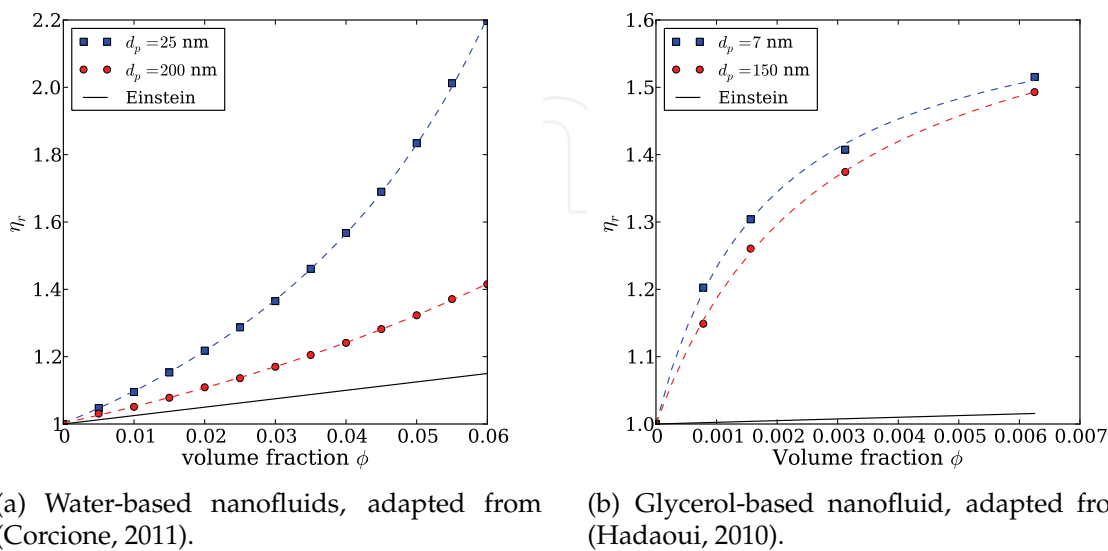 2.2
2.0
1.8
1.6
1.4
1.2
1
η_r
d_p=25 nm
d_p=200 nm
Einstein
0 0.01 0.02 0.03 0.04 0.05 0.06
volume fraction ϕ
1.6
1.5
1.4
1.3
1.2
1.1
1.0
η_r
d_p=7 nm
d_p=150 nm
Einstein
0 0.001 0.002 0.003 0.004 0.005 0.006 0.007
Volume fraction ϕ
(a) Water-based nanofluids, adapted from
(Corcione, 2011).
(b) Glycerol-based nanofluid, adapted fro
(Hadaoui, 2010).